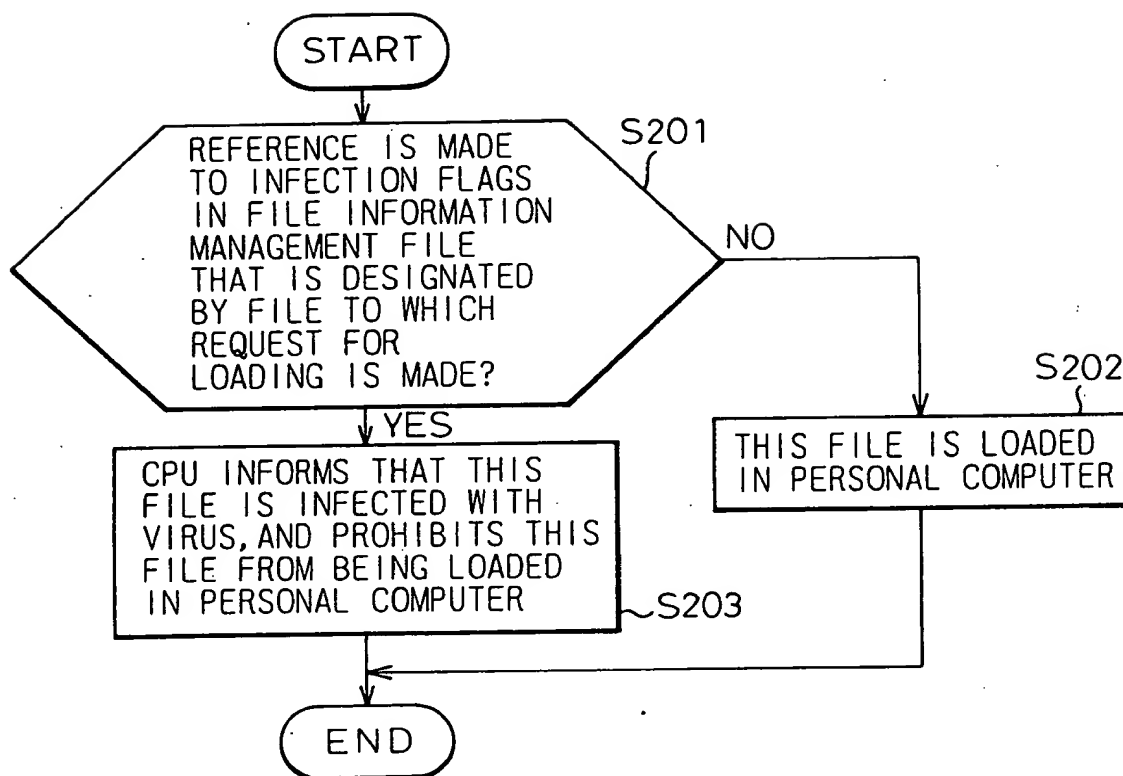 START
S201
REFERENCE IS MADE
TO INFECTION FLAGS
IN FILE INFORMATION
MANAGEMENT FILE
THAT IS DESIGNATED
BY FILE TO WHICH
REQUEST FOR
LOADING IS MADE?
NO
YES
S202
THIS FILE IS LOADED
IN PERSONAL COMPUTER
CPU INFORMS THAT THIS
FILE IS INFECTED WITH
VIRUS, AND PROHIBITS THIS
FILE FROM BEING LOADED
IN PERSONAL COMPUTER
S203
END